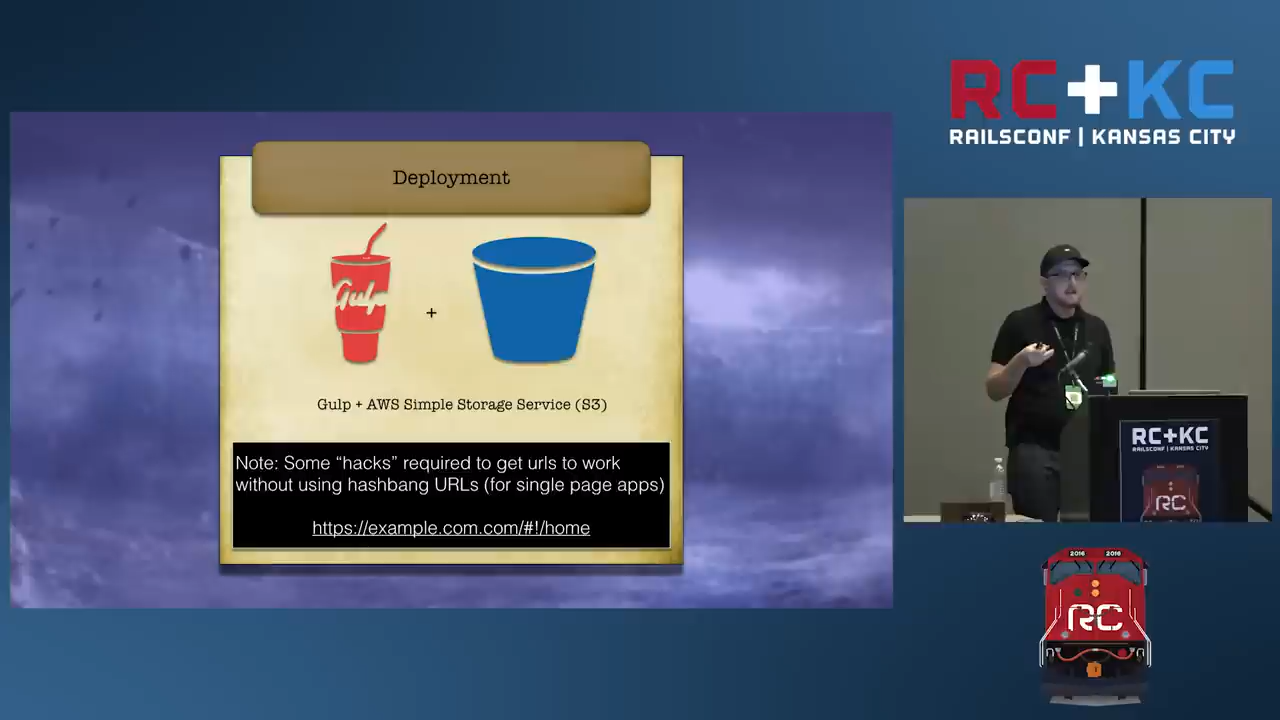 RC+KC
RAILSCONF | KANSAS CITY
Deployment
Gulp
+
Gulp + AWS Simple Storage Service (S3)
Note: Some “hacks” required to get urls to work
without using hashbang URLs (for single page apps)
https://example.com.com/#!/home
RC+KC
RAILSCONF | KANSAS CITY
RC
2016 2016
RC